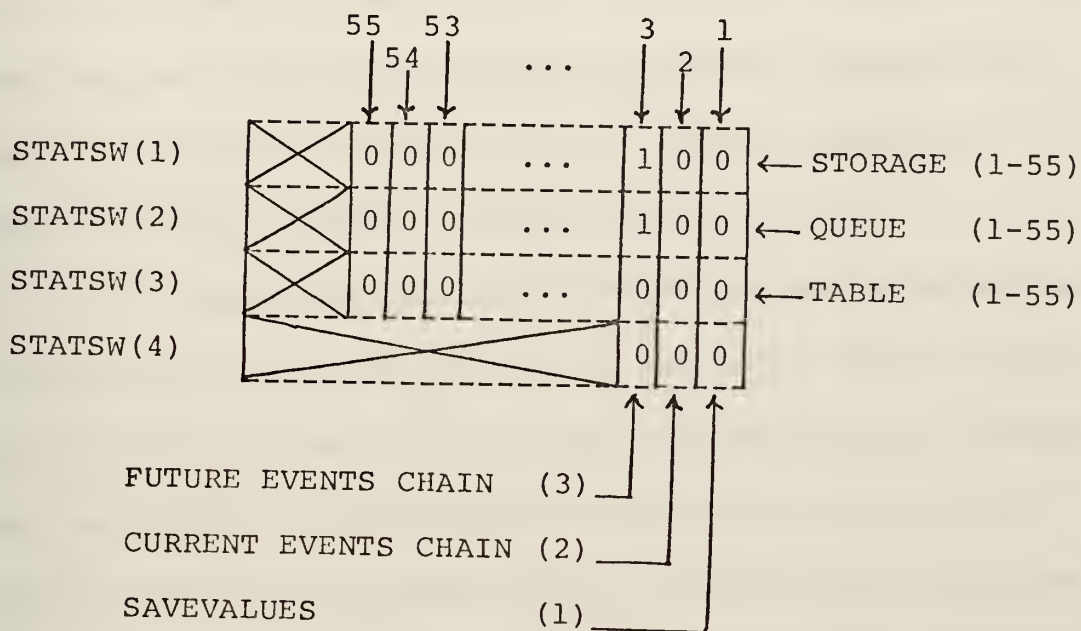 55 53 3 1
54 ... 2
STATSW(1) 0 0 0 ... 1 0 0 ← STORAGE (1-55)
STATSW(2) 0 0 0 ... 1 0 0 ← QUEUE (1-55)
STATSW(3) 0 0 0 ... 0 0 0 ← TABLE (1-55)
STATSW(4) 0 0 0
FUTURE EVENTS CHAIN (3)
CURRENT EVENTS CHAIN (2)
SAVEVALUES (1)